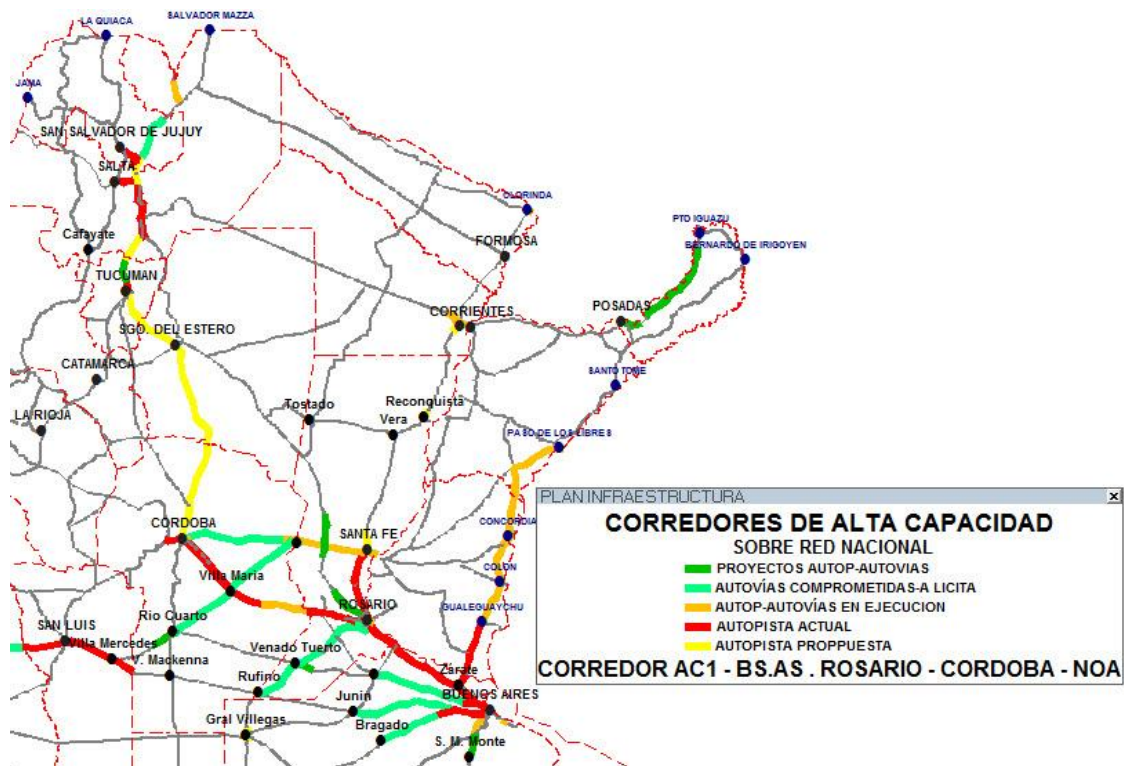 LA QUIACA
SALVADOR MAZZA
JAMA
SAN SALVADOR DE JUJUY
SALTA
CLORINDA
Cafayate
FORMOSA
PTO IGUAZU
BERNARDO DE IRIGOYEN
TUCUMAN
CORRIENTES
POSADAS
SGO. DEL ESTERO
CATAMARCA
SANTO TOME
LA RIOJA
Tostado
Reconquista
Vera
PASO DE LOS LIBRES
CORDOBA
SANTA FE
CONCORDIA
Villa Maria
COLON
ROSARIO
GUALEGUAYCHU
Rio Cuarto
SAN LUIS
Villa Mercedes
V. Mackenna
Venado Tuerto
Rufino
Zárate
BUENOS AIRES
Junin
Gral Villegas
Bragado
S. M. Monte
PLAN INFRAESTRUCTURA
x
CORREDORES DE ALTA CAPACIDAD
SOBRE RED NACIONAL
PROYECTOS AUTOP-AUTOVIAS
AUTOVÍAS COMPROMETIDAS-A LICITA
AUTOP-AUTOVÍAS EN EJECUCION
AUTOPISTA ACTUAL
AUTOPISTA PROPPUESTA
CORREDOR AC1 - BS.AS . ROSARIO - CORDOBA - NOA